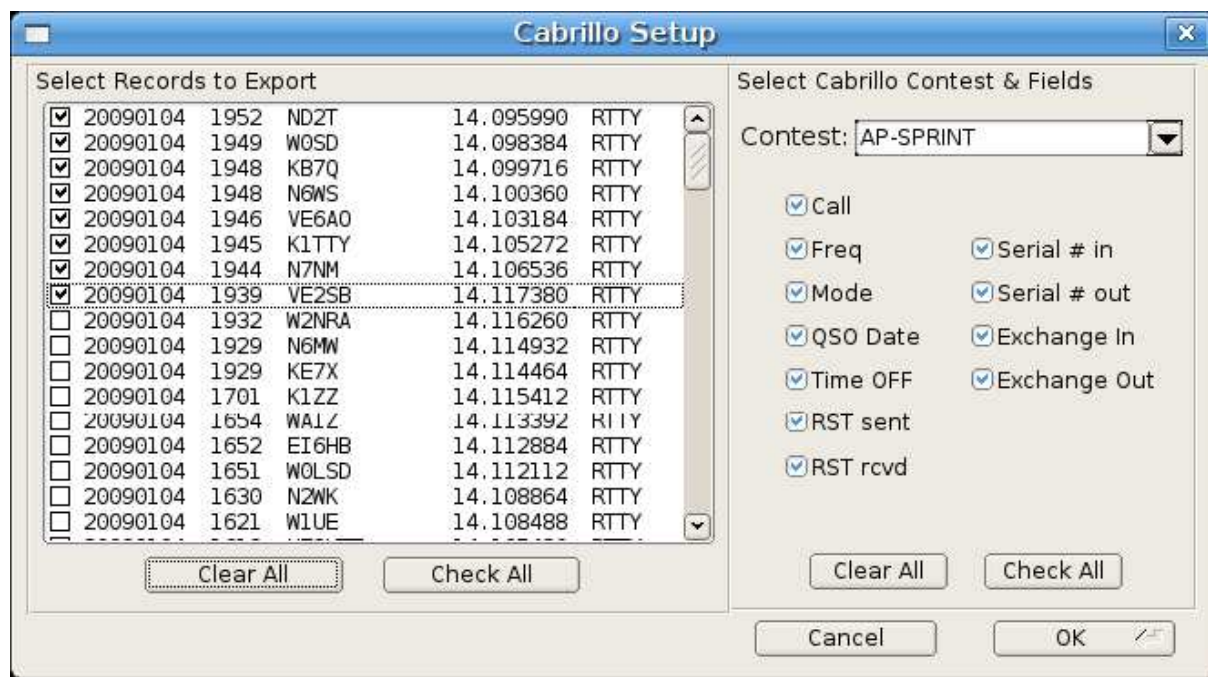 Cabrillo Setup
Select Records to Export
20090104 1952 ND2T 14.095990 RTTY
20090104 1949 W0SD 14.098384 RTTY
20090104 1948 KB7Q 14.099716 RTTY
20090104 1948 N6WS 14.100360 RTTY
20090104 1946 VE6AO 14.103184 RTTY
20090104 1945 K1TTY 14.105272 RTTY
20090104 1944 N7NM 14.106536 RTTY
20090104 1939 VE2SB 14.117380 RTTY
20090104 1932 W2NRA 14.116260 RTTY
20090104 1929 N6MW 14.114932 RTTY
20090104 1929 KE7X 14.114464 RTTY
20090104 1701 K1ZZ 14.115412 RTTY
20090104 1654 WA1Z 14.113392 RTTY
20090104 1652 EI6HB 14.112884 RTTY
20090104 1651 W0LSD 14.112112 RTTY
20090104 1630 N2WK 14.108864 RTTY
20090104 1621 W1UE 14.108488 RTTY
Clear All Check All
Select Cabrillo Contest & Fields
Contest: AP-SPRINT
Call
Freq Serial # in
Mode Serial # out
QSO Date Exchange In
Time OFF Exchange Out
RST sent
RST rcvd
Clear All Check All
Cancel OK